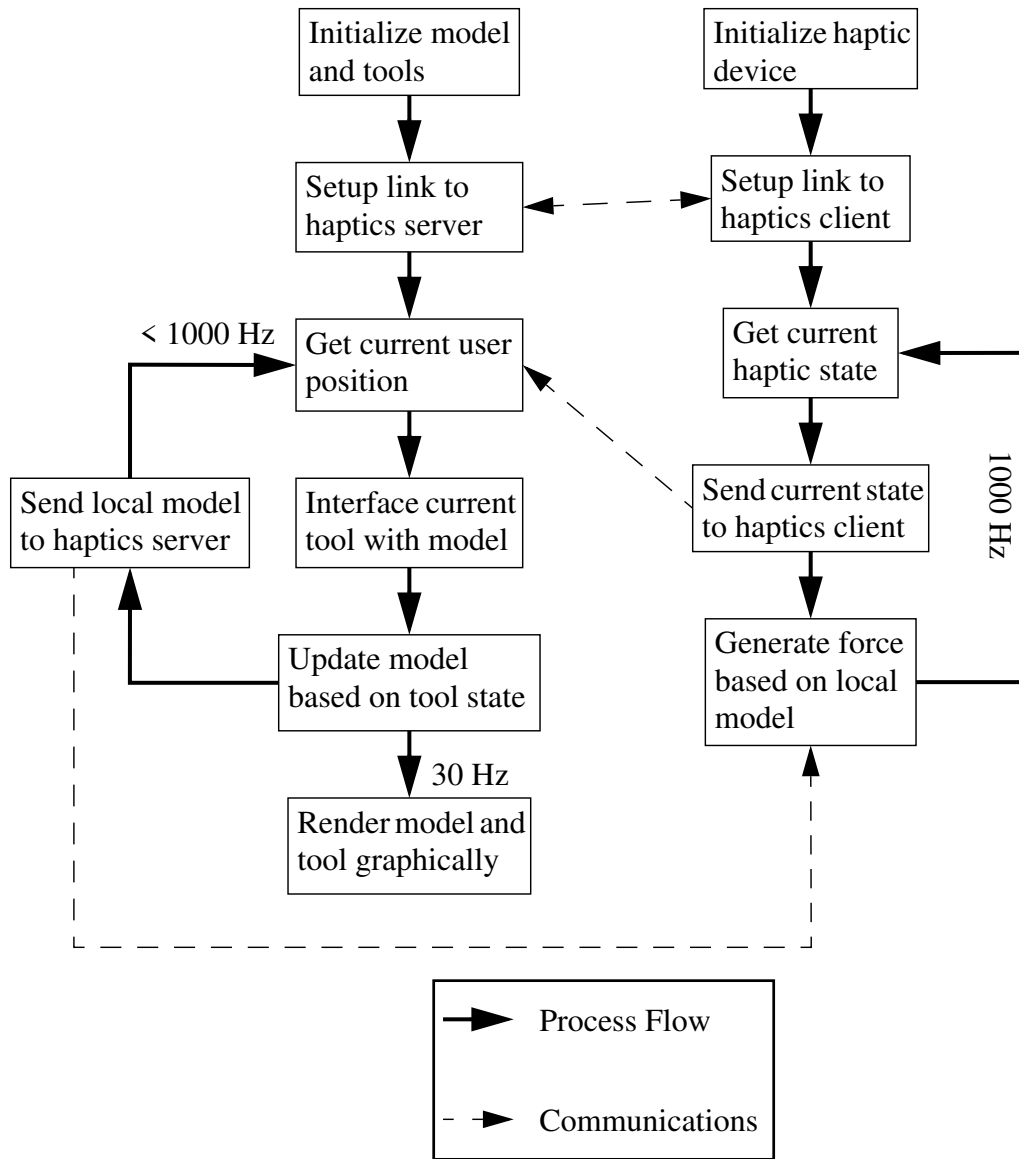 Initialize model
and tools
Initialize haptic
device
Setup link to
haptics server
Setup link to
haptics client
< 1000 Hz
Get current user
position
Get current
haptic state
Send local model
to haptics server
Interface current
tool with model
Send current state
to haptics client
1000 Hz
Update model
based on tool state
Generate force
based on local
model
30 Hz
Render model and
tool graphically
Process Flow
Communications